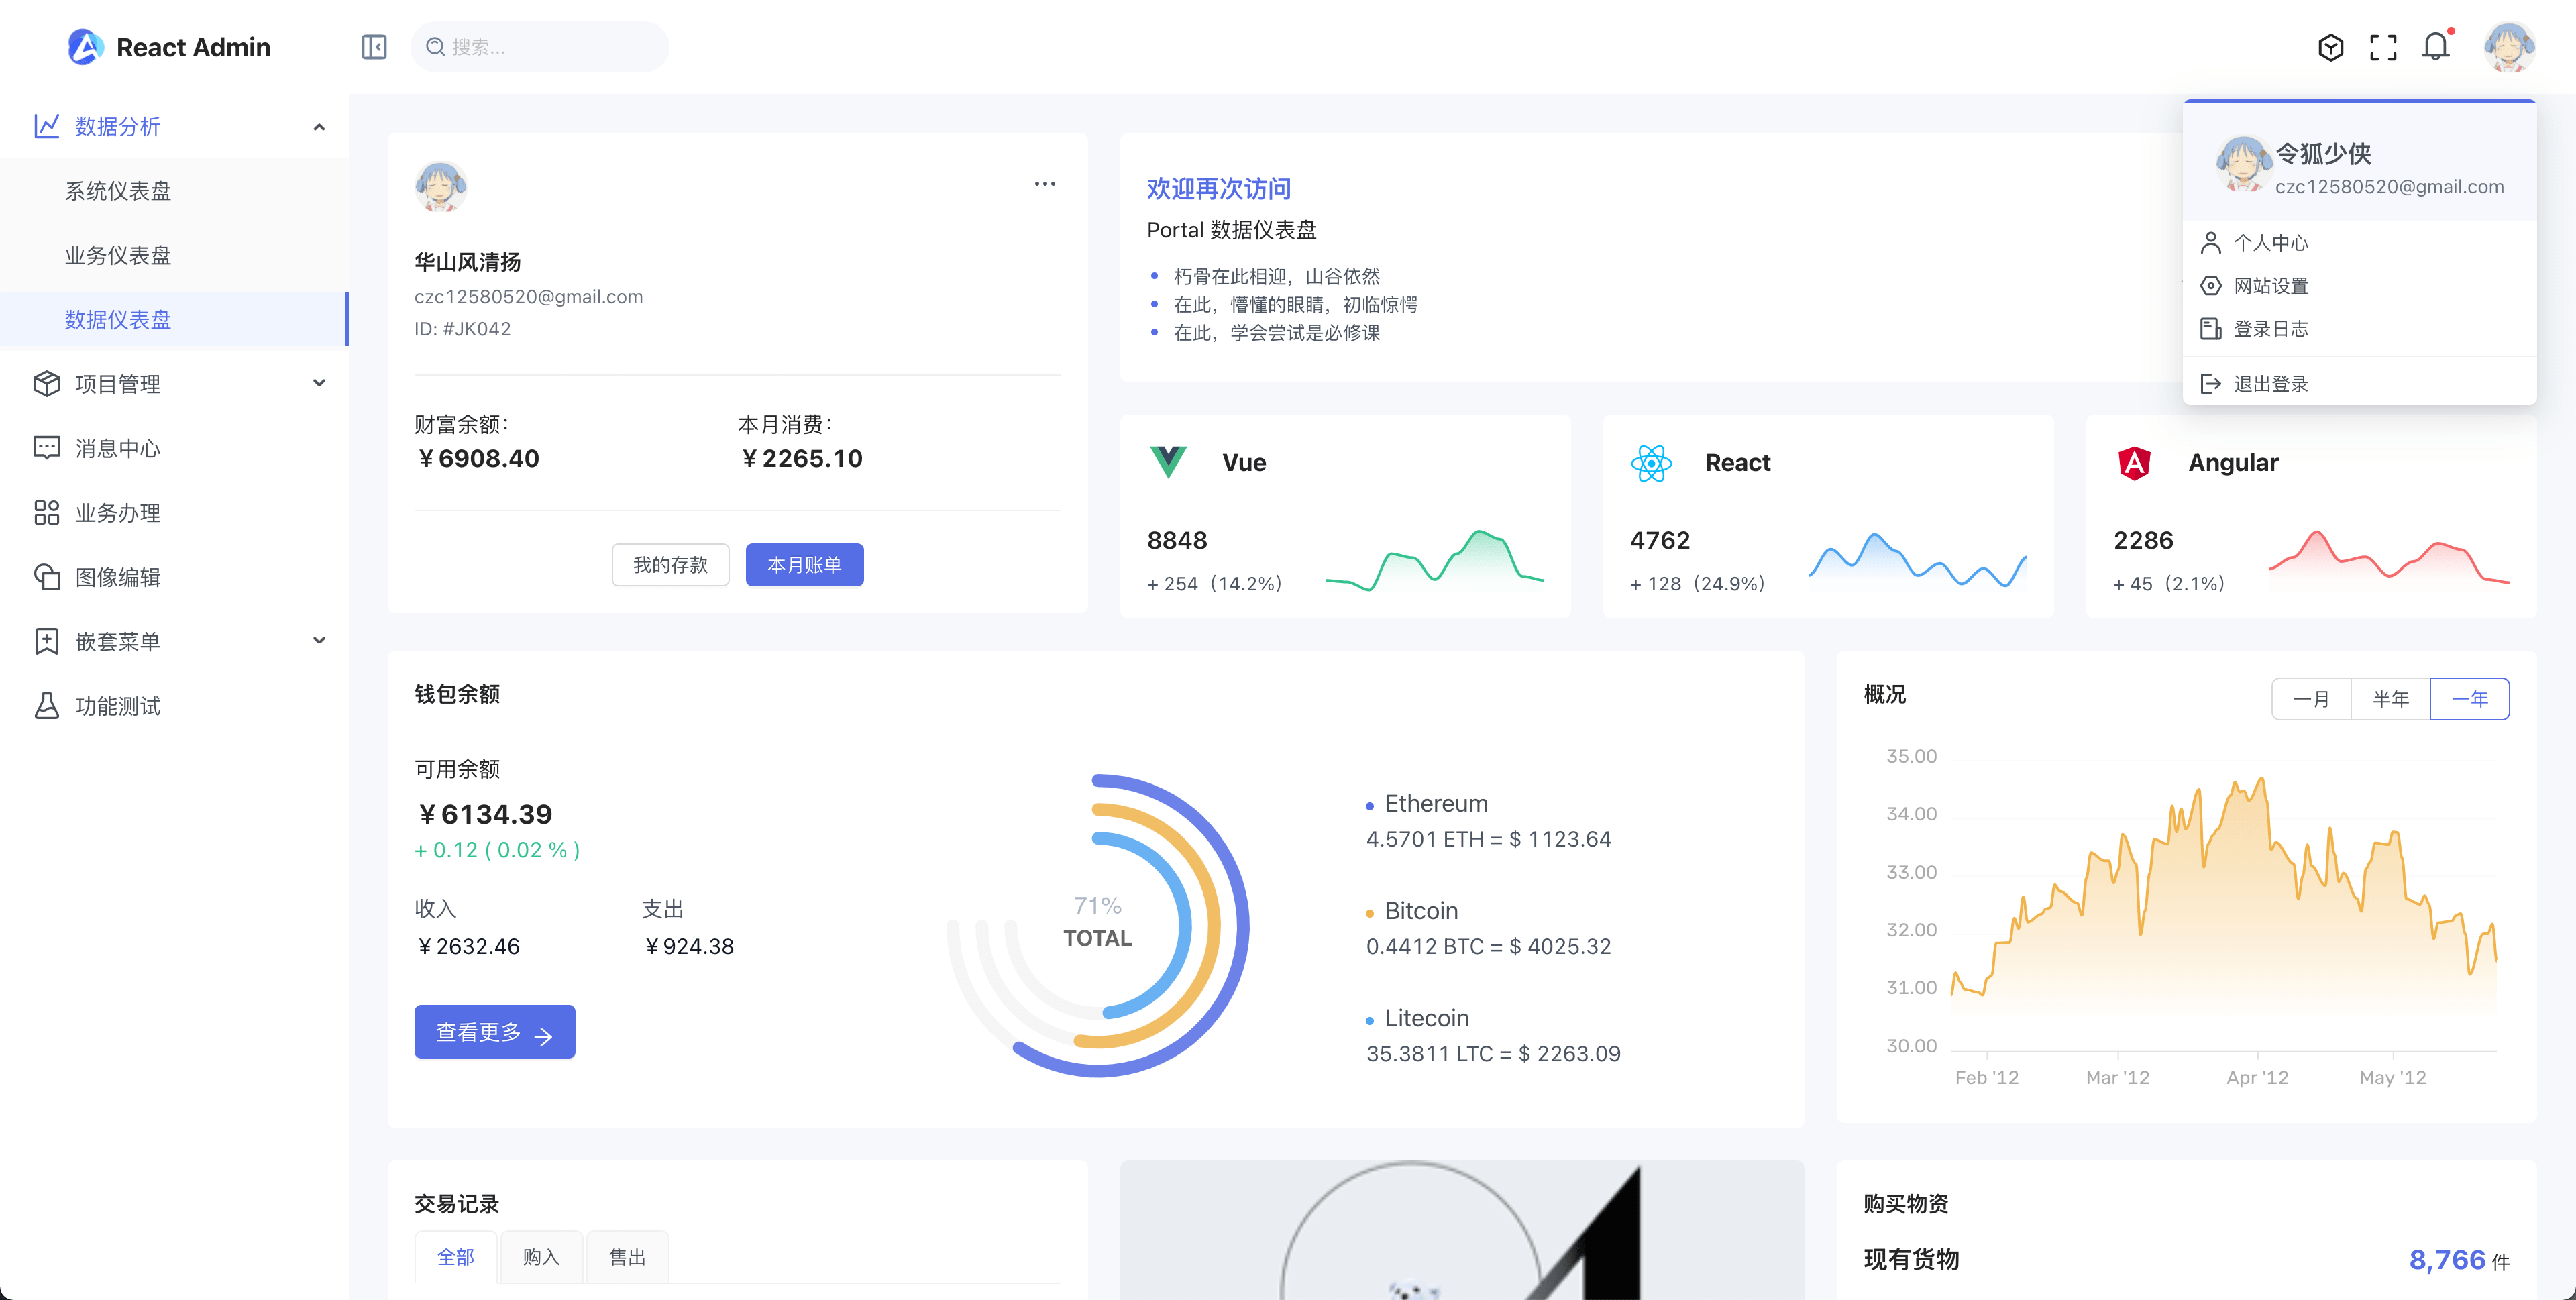 React Admin
搜索...
数据分析
系统仪表盘
业务仪表盘
数据仪表盘
项目管理
消息中心
业务办理
图像编辑
嵌套菜单
功能测试
令狐少侠
czc12580520@gmail.com
个人中心
网站设置
登录日志
退出登录
华山风清扬
czc12580520@gmail.com
ID: #JK042
财富余额：
￥6908.40
本月消费：
￥2265.10
我的存款
本月账单
欢迎再次访问
Portal 数据仪表盘
朽骨在此相迎，山谷依然
在此，懵懂的眼睛，初临惊愕
在此，学会尝试是必修课
Vue
8848
+ 254（14.2%）
React
4762
+ 128（24.9%）
Angular
2286
+ 45（2.1%）
钱包余额
可用余额
￥6134.39
+ 0.12 ( 0.02 % )
收入
￥2632.46
支出
￥924.38
查看更多
71%
TOTAL
Ethereum
4.5701 ETH = $ 1123.64
Bitcoin
0.4412 BTC = $ 4025.32
Litecoin
35.3811 LTC = $ 2263.09
概况
一月
半年
一年
35.00
34.00
33.00
32.00
31.00
30.00
Feb '12
Mar '12
Apr '12
May '12
交易记录
全部
购入
售出
购买物资
现有货物
8,766 件